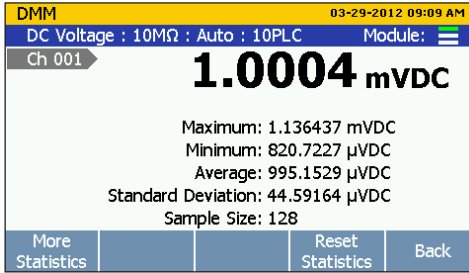 DMM 03-29-2012 09:09 AM
DC Voltage : 10MΩ : Auto : 10PLC Module:
Ch 001
1.0004 mVDC
Maximum: 1.136437 mVDC
Minimum: 820.7227 µVDC
Average: 995.1529 µVDC
Standard Deviation: 44.59164 µVDC
Sample Size: 128
More Statistics Reset Statistics Back